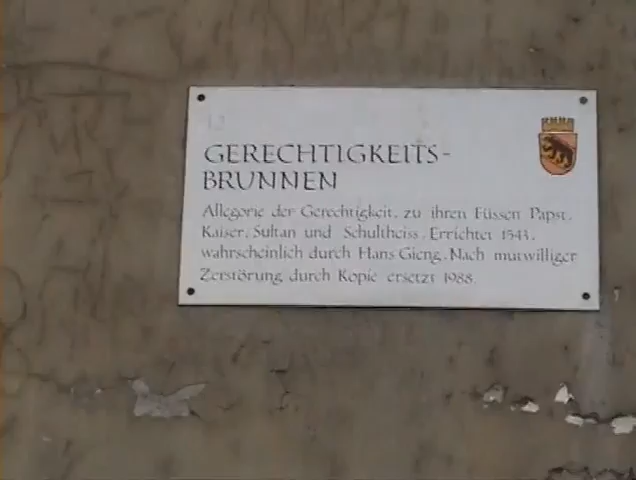 GERECHTIGKEITS-
BRUNNEN
Allegorie der Gerechtigkeit, zu ihren Füssen Papst,
Kaiser, Sultan und Schultheiss. Errichtet 1543,
wahrscheinlich durch Hans Gieng. Nach mutwilliger
Zerstörung durch Kopie ersetzt 1988.